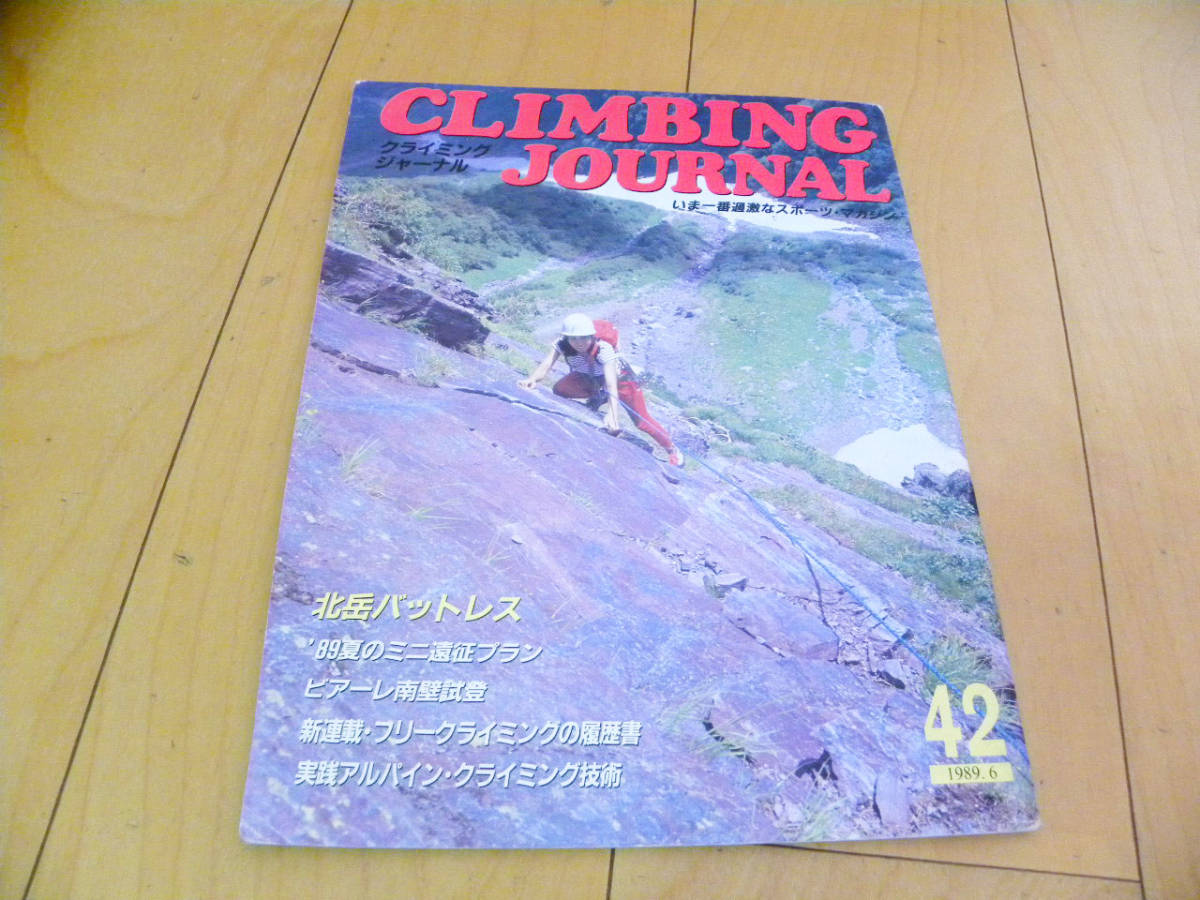 CLIMBING
JOURNAL
クライミング
ジャーナル
いま一番過激なスポーツ・マガジン
北岳バットレス
'89夏のミニ遠征プラン
ビアーレ南壁試登
新連載・フリークライミングの履歴書
実践アルパイン・クライミング技術
42
1989.6